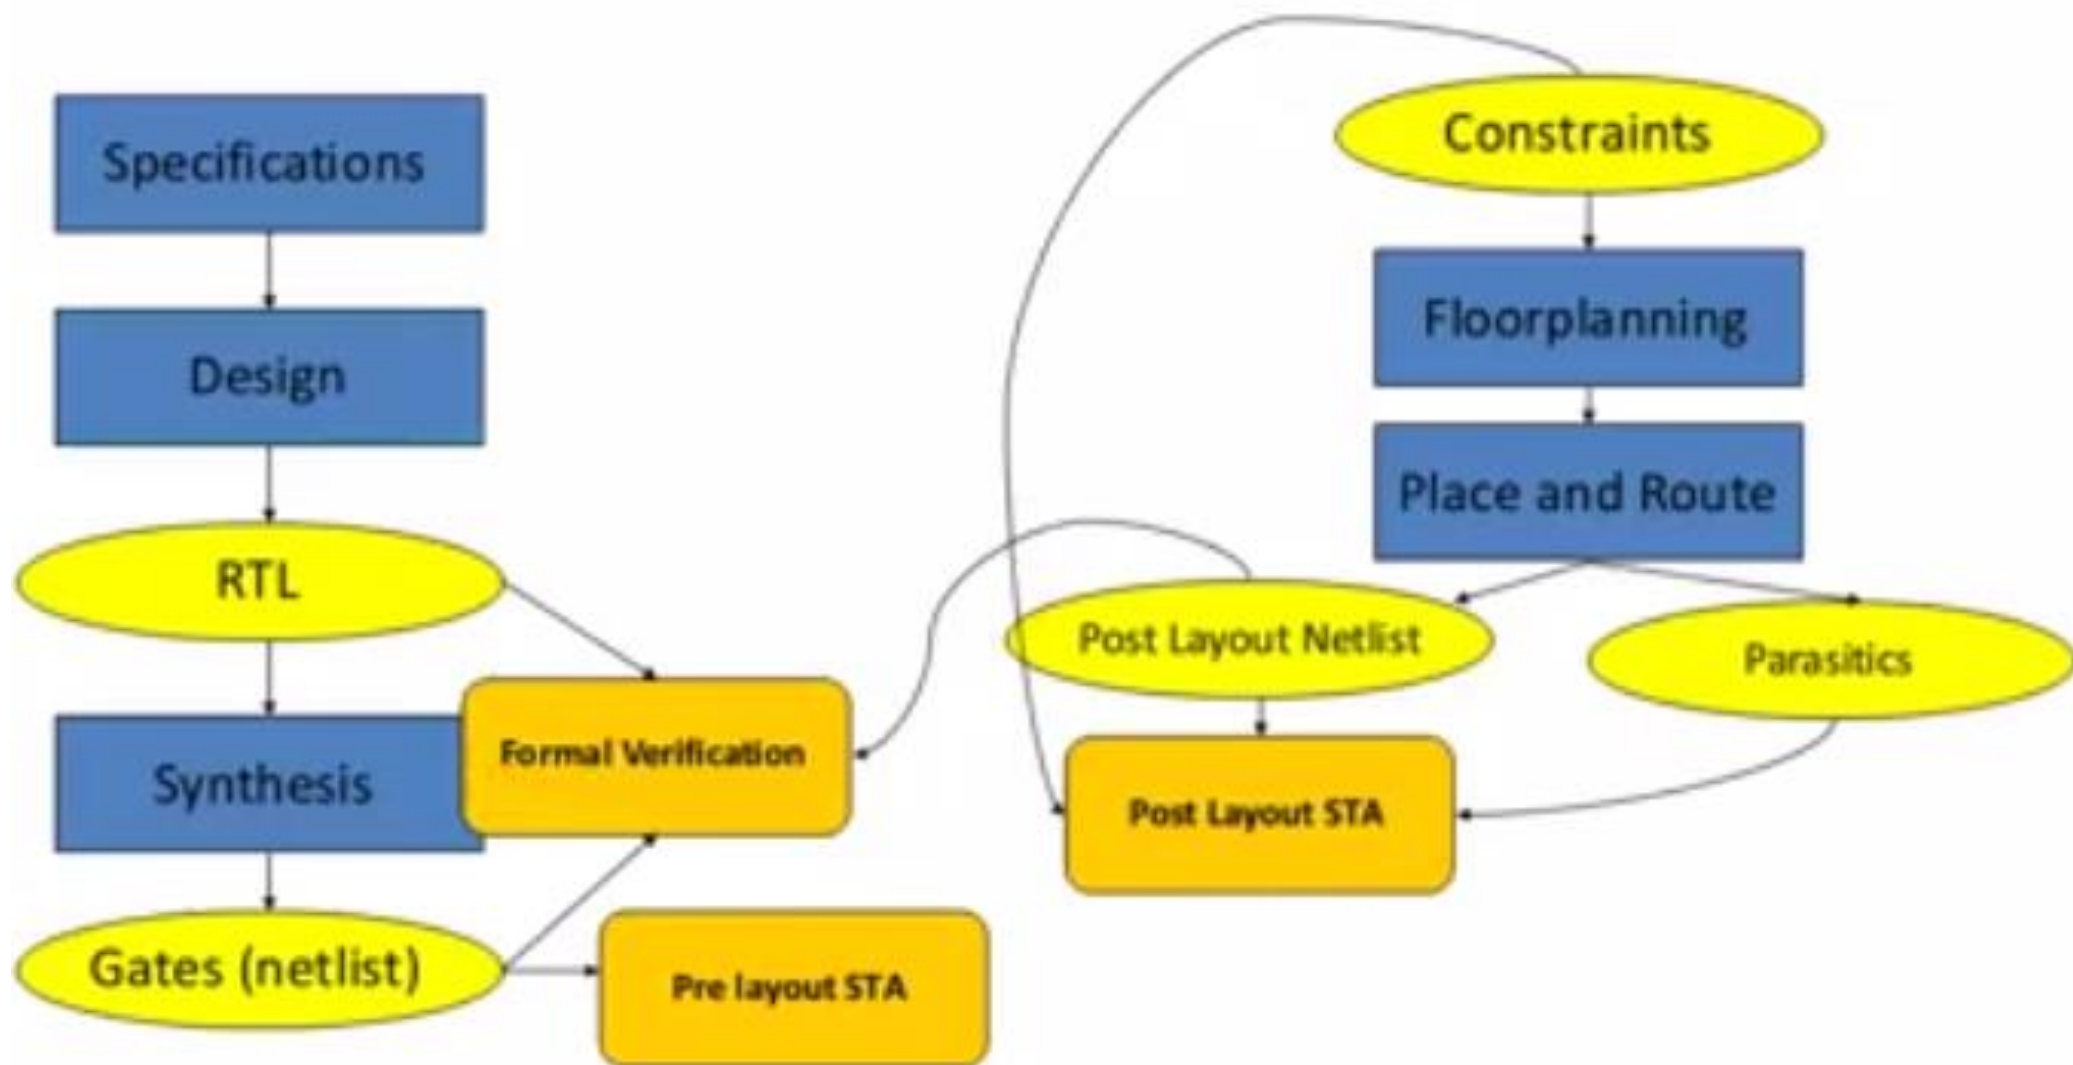 Specifications
Design
RTL
Synthesis
Gates (netlist)
Formal Verification
Pre layout STA
Constraints
Floorplanning
Place and Route
Post Layout Netlist
Parasitics
Post Layout STA